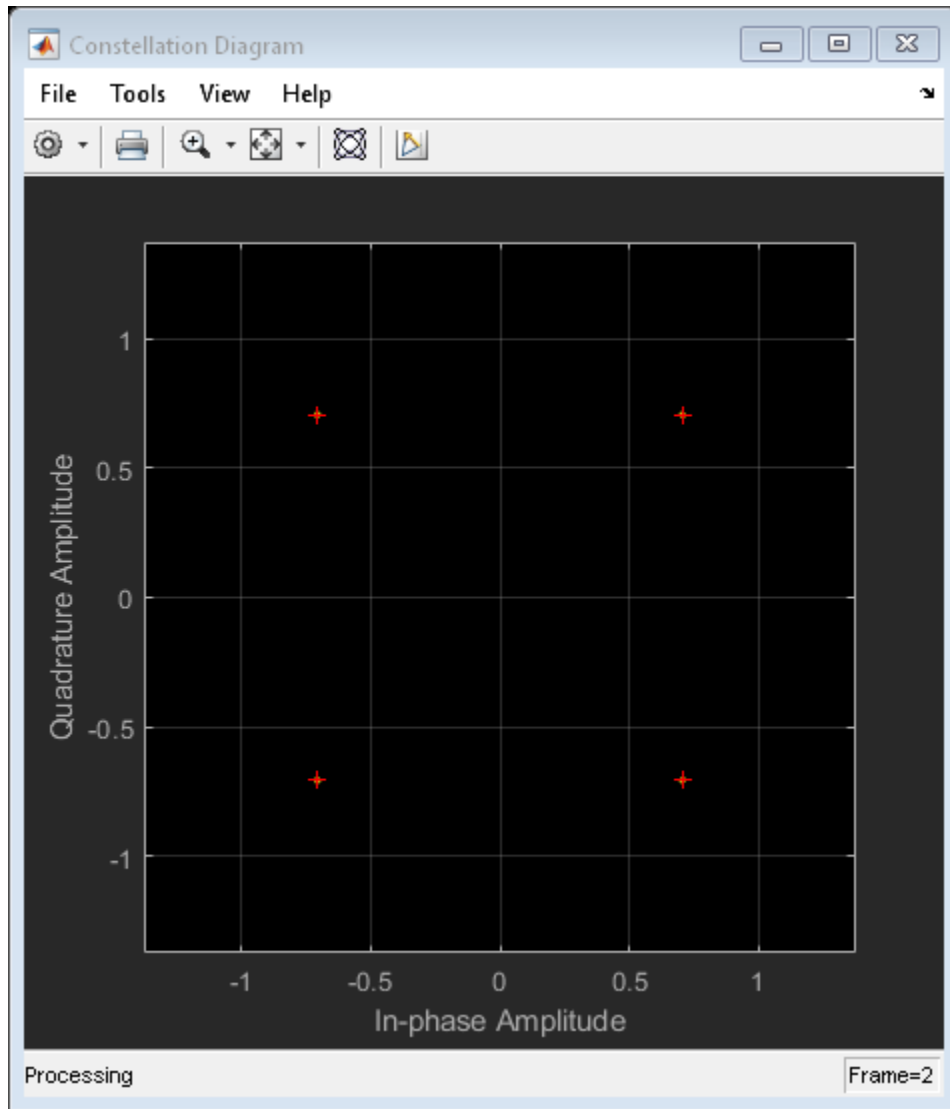 Constellation Diagram
File Tools View Help
1
0.5
0
-0.5
-1
Quadrature Amplitude
-1 -0.5 0 0.5 1
In-phase Amplitude
Processing Frame=2